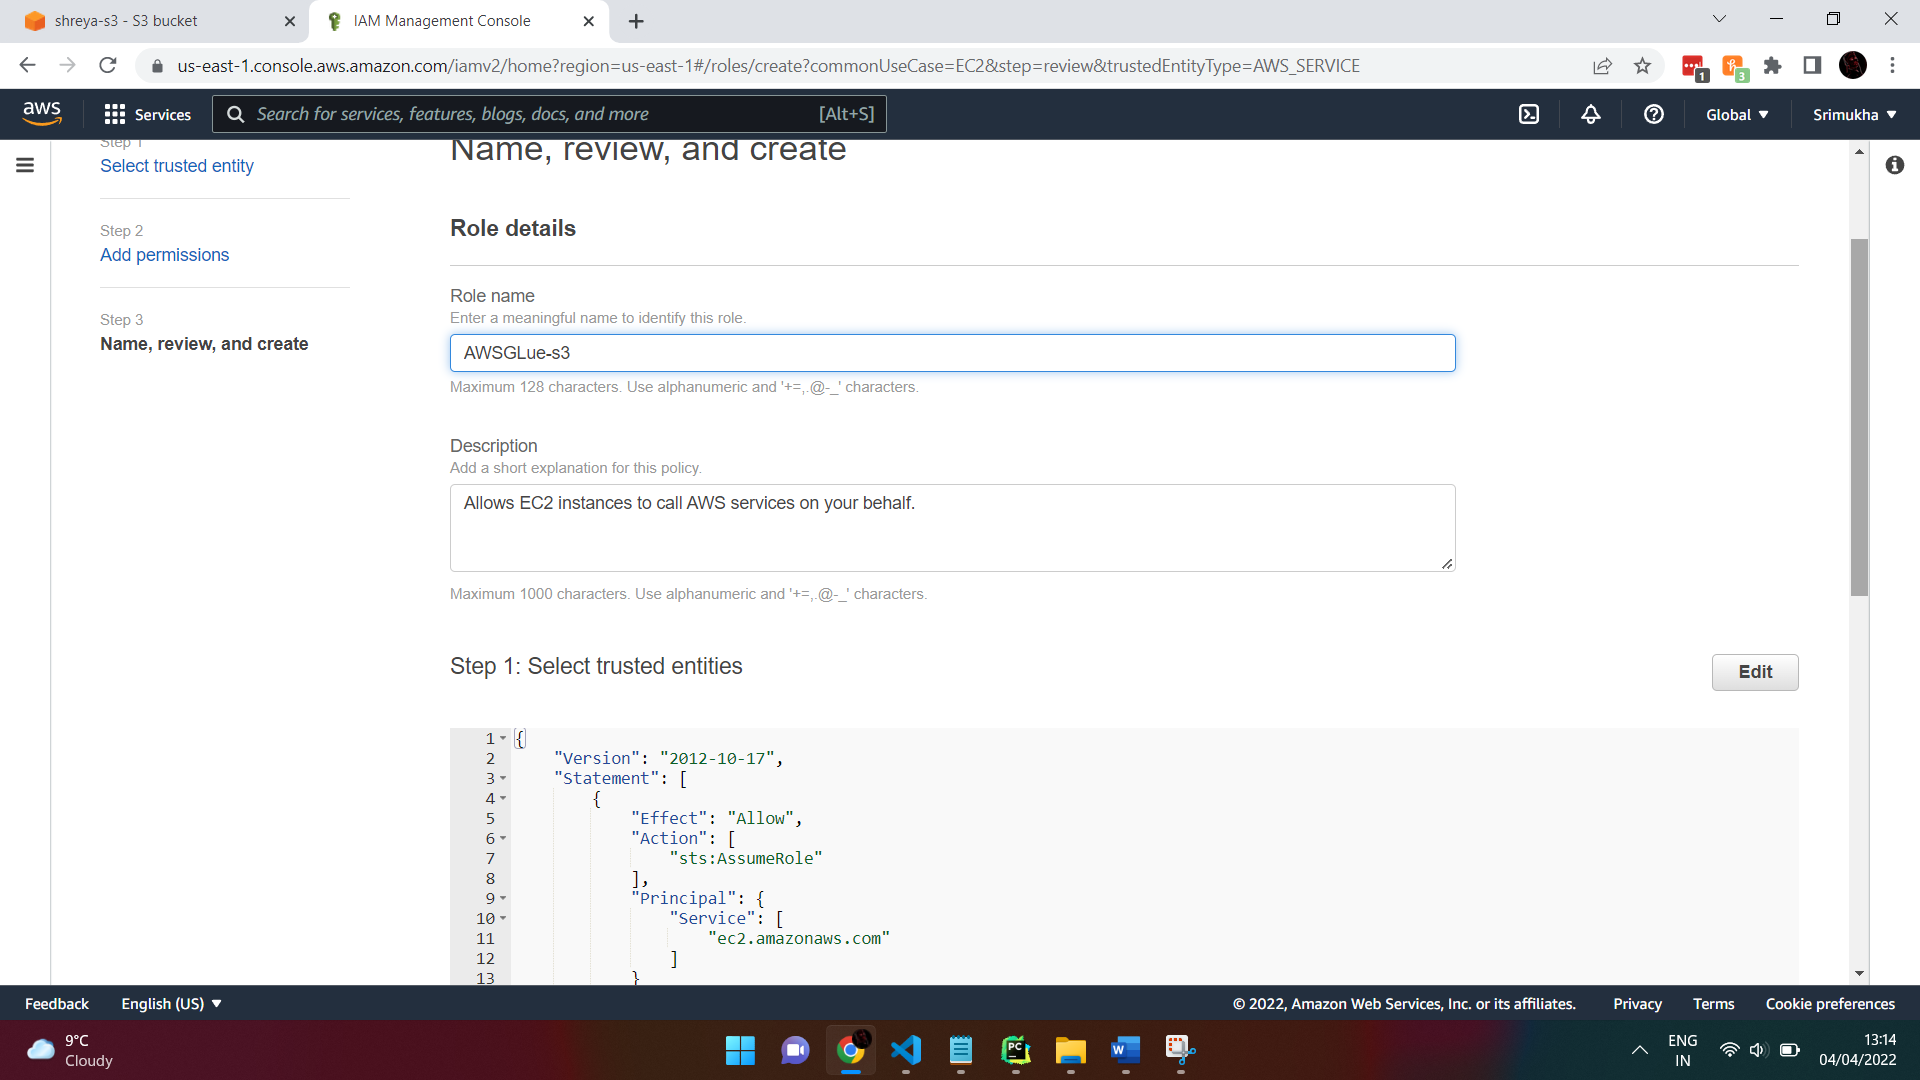 shreya-s3 - S3 bucket
IAM Management Console
us-east-1.console.aws.amazon.com/iamv2/home?region=us-east-1#/roles/create?commonUseCase=EC2&step=review&trustedEntityType=AWS_SERVICE
1
3
aws
Services
Search for services, features, blogs, docs, and more
[Alt+S]
Global
Srimukha
Step 1
Select trusted entity
Step 2
Add permissions
Step 3
Name, review, and create
Name, review, and create
Role details
Role name
Enter a meaningful name to identify this role.
AWSGLue-s3
Maximum 128 characters. Use alphanumeric and '+=,.@-_' characters.
Description
Add a short explanation for this policy.
Allows EC2 instances to call AWS services on your behalf.
Maximum 1000 characters. Use alphanumeric and '+=,.@-_' characters.
Step 1: Select trusted entities
Edit
1 {
2 "Version": "2012-10-17",
3 "Statement": [
4 {
5 "Effect": "Allow",
6 "Action": [
7 "sts:AssumeRole"
8 ],
9 "Principal": {
10 "Service": [
11 "ec2.amazonaws.com"
12 ]
13 }
Feedback
English (US)
© 2022, Amazon Web Services, Inc. or its affiliates.
Privacy
Terms
Cookie preferences
9°C
Cloudy
PC
W
ENG
IN
13:14
04/04/2022